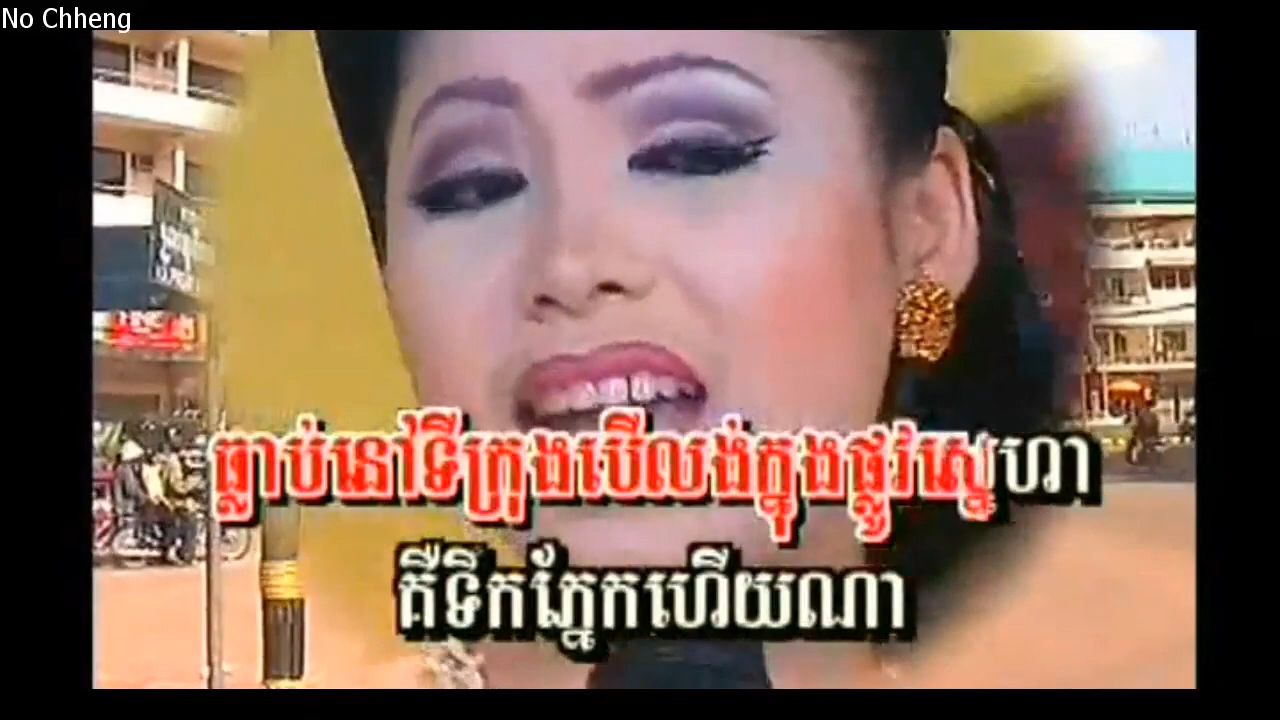 No Chheng
ធ្លាប់នៅទីក្រុងបើលង់ក្នុងផ្លូវស្នេហា
គឺទឹកភ្នែកហើយណា